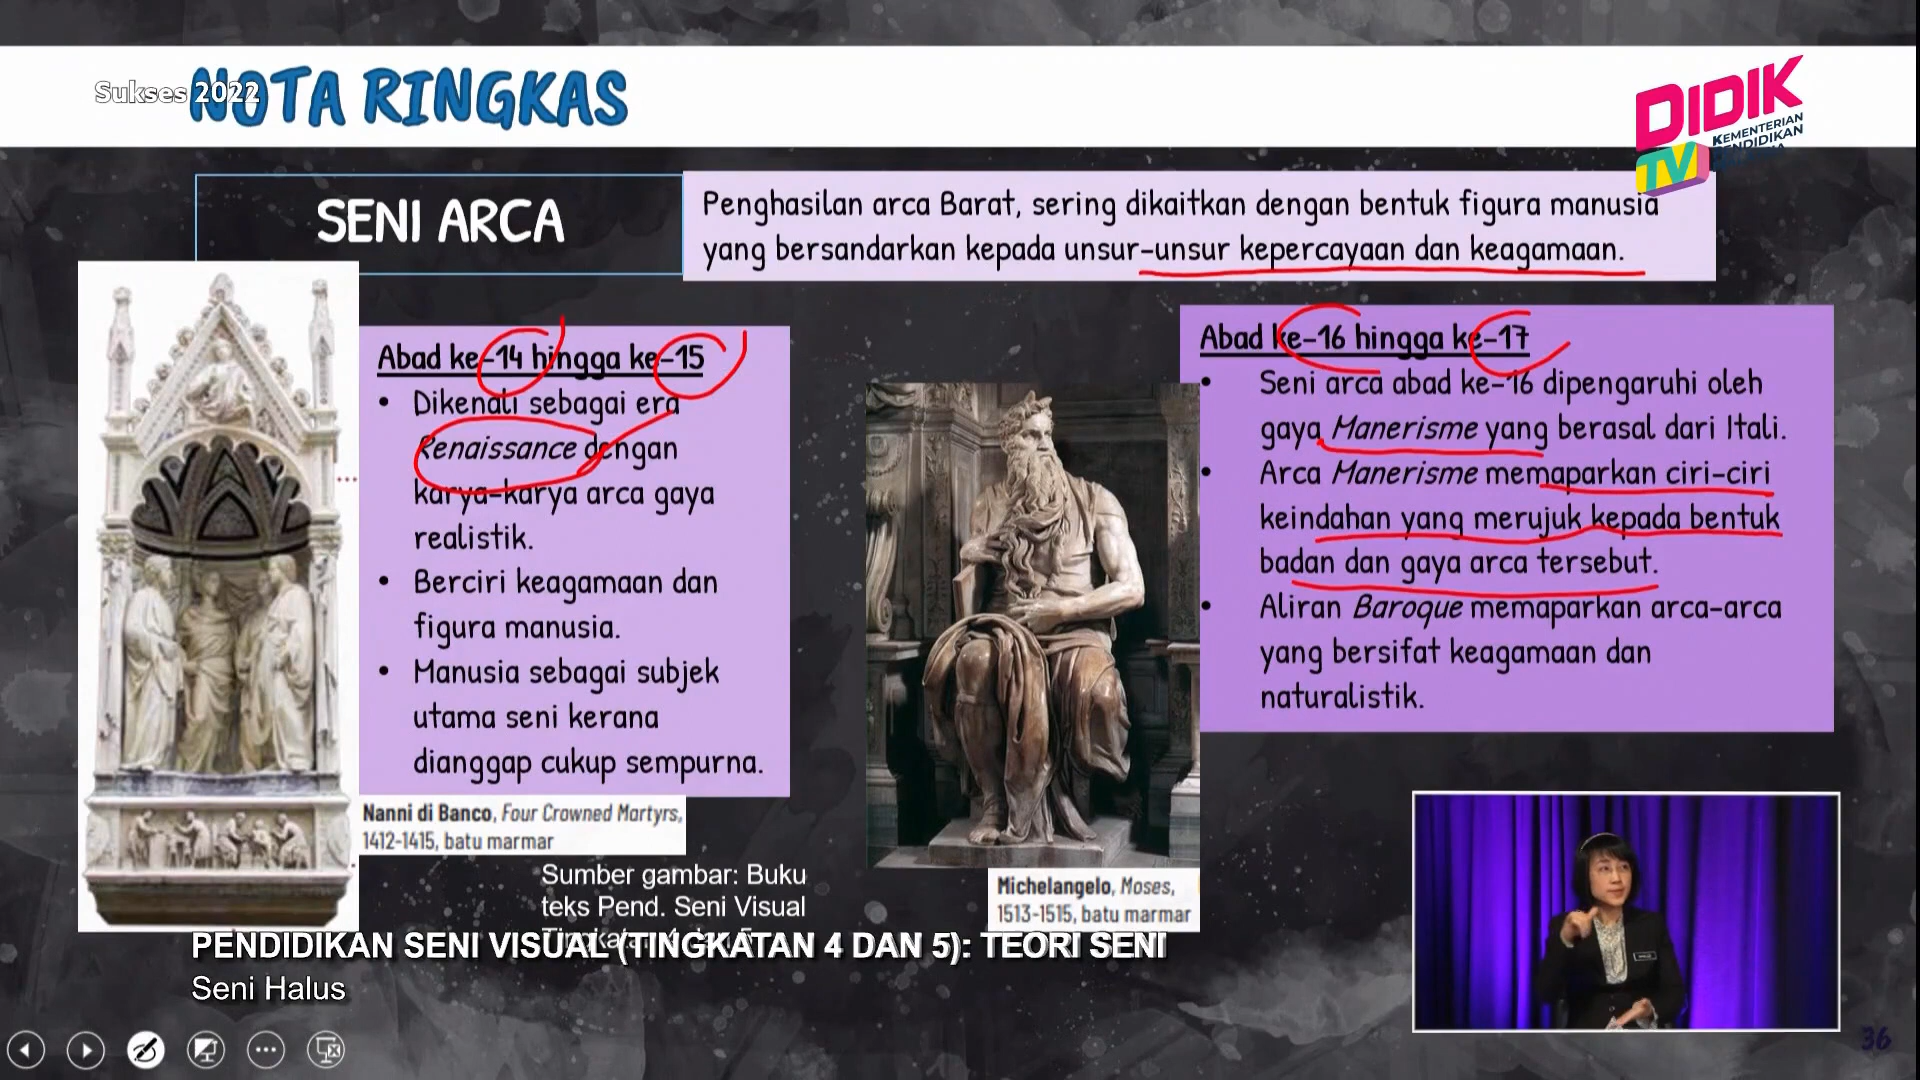 Sukses 2022
NOTA RINGKAS
DIDIK
TV
KEMENTERIAN
PENDIDIKAN
SENI ARCA
Penghasilan arca Barat, sering dikaitkan dengan bentuk figura manusia
yang bersandarkan kepada unsur-unsur kepercayaan dan keagamaan.
Abad ke-14 hingga ke-15
• Dikenali sebagai era
Renaissance dengan
karya-karya arca gaya
realistik.
• Berciri keagamaan dan
figura manusia.
• Manusia sebagai subjek
utama seni kerana
dianggap cukup sempurna.
Nanni di Banco, Four Crowned Martyrs,
1412-1415, batu marmar
Sumber gambar: Buku
teks Pend. Seni Visual
Abad ke-16 hingga ke-17
• Seni arca abad ke-16 dipengaruhi oleh
gaya Manerisme yang berasal dari Itali.
• Arca Manerisme memaparkan ciri-ciri
keindahan yang merujuk kepada bentuk
badan dan gaya arca tersebut.
• Aliran Baroque memaparkan arca-arca
yang bersifat keagamaan dan
naturalistik.
Michelangelo, Moses,
1513-1515, batu marmar
PENDIDIKAN SENI VISUAL (TINGKATAN 4 DAN 5): TEORI SENI
Seni Halus
36